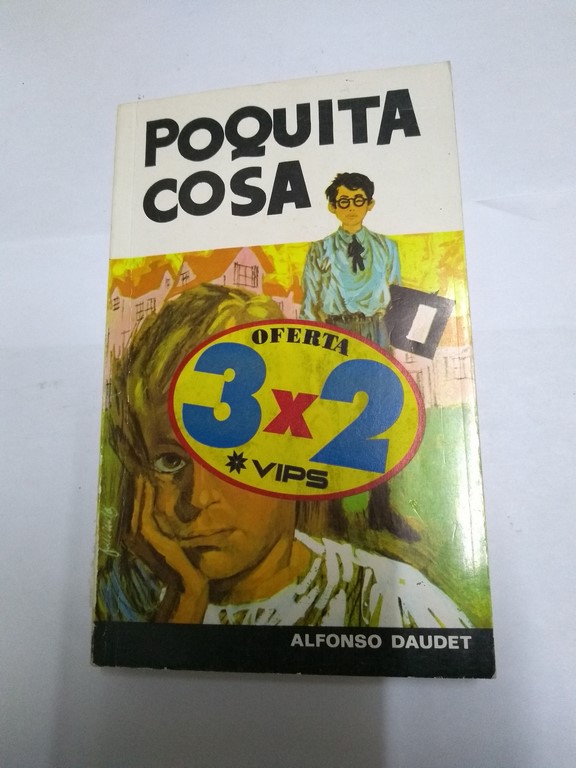 POQUITA
COSA
OFERTA
3x2
VIPS
ALFONSO DAUDET